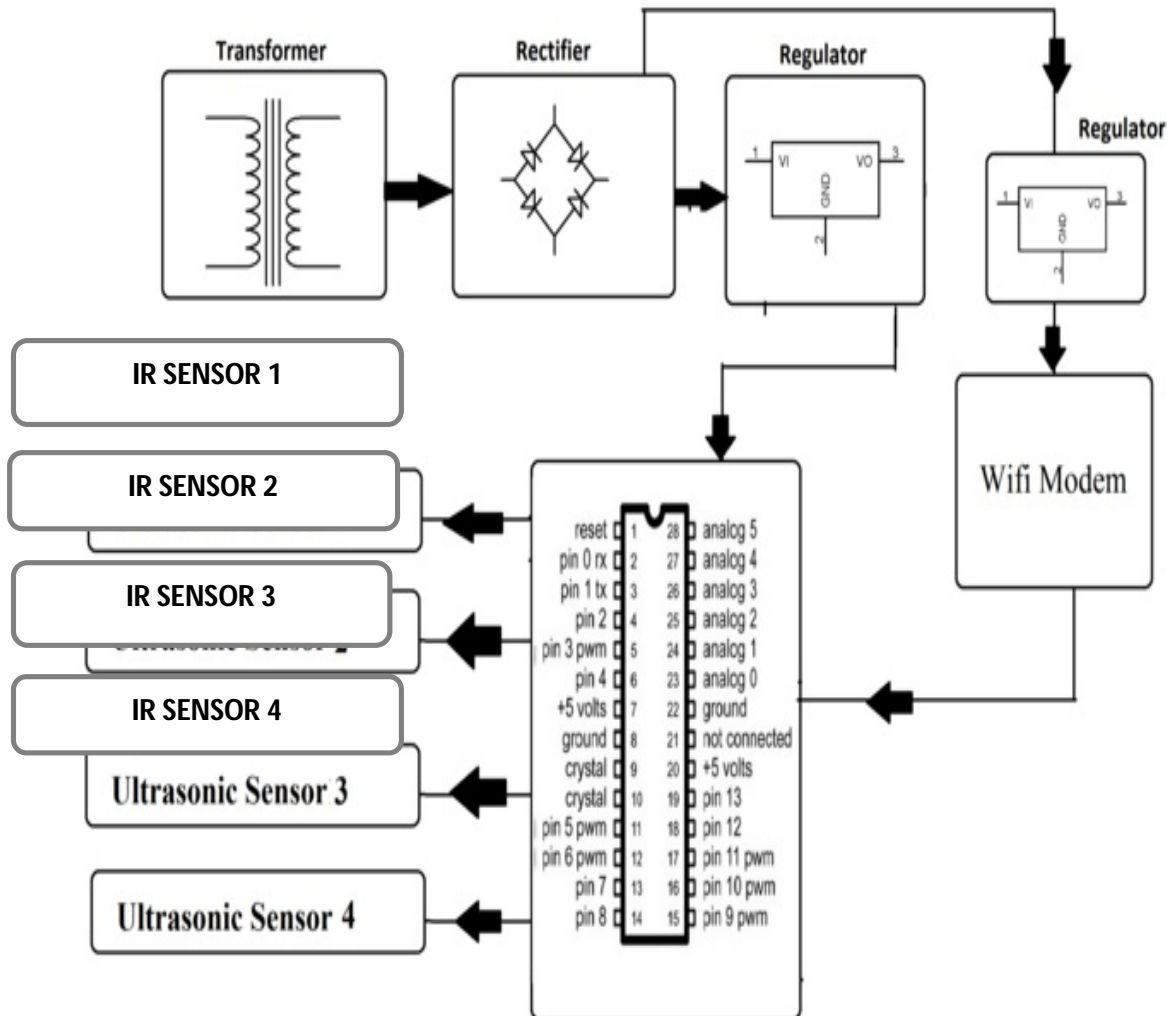 Transformer
Rectifier
Regulator
Regulator
1 VI VO 3
GND
2
1 VI VO 3
GND
2
IR SENSOR 1
IR SENSOR 2
IR SENSOR 3
IR SENSOR 4
Ultrasonic Sensor 3
Ultrasonic Sensor 4
Wifi Modem
reset 1 28 analog 5
pin 0 rx 2 27 analog 4
pin 1 tx 3 26 analog 3
pin 2 4 25 analog 2
pin 3 pwm 5 24 analog 1
pin 4 6 23 analog 0
+5 volts 7 22 ground
ground 8 21 not connected
crystal 9 20 +5 volts
crystal 10 19 pin 13
pin 5 pwm 11 18 pin 12
pin 6 pwm 12 17 pin 11 pwm
pin 7 13 16 pin 10 pwm
pin 8 14 15 pin 9 pwm